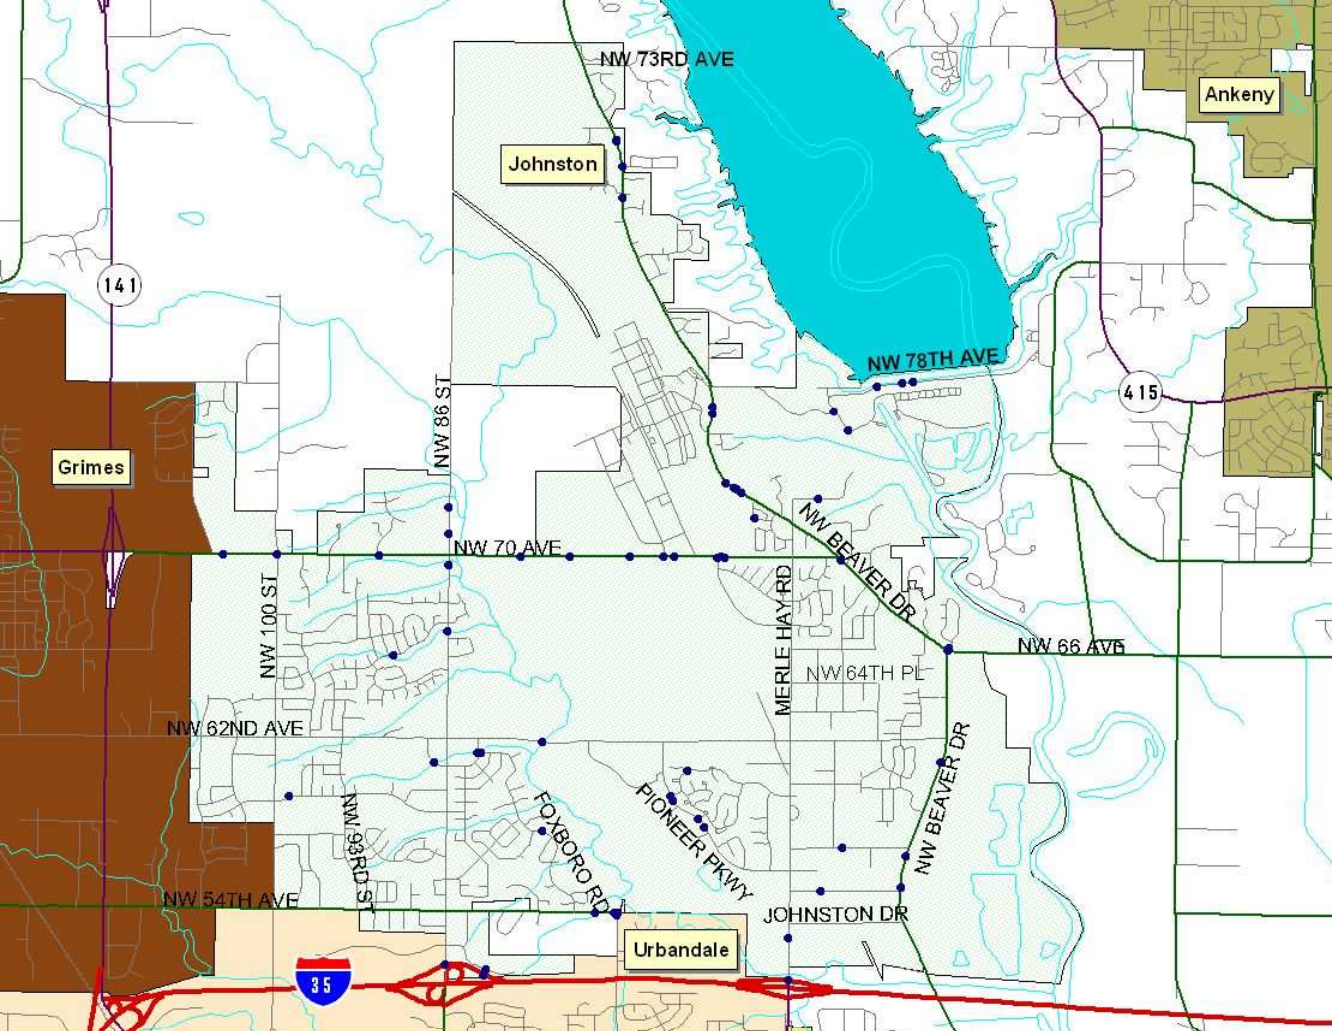 NW 73RD AVE
Ankeny
Johnston
141
NW 78TH AVE
415
NW 86 ST
Grimes
NW BEAVER DR
NW 70 AVE
NW 100 ST
MERLE HAY RD
NW 66 AVE
NW 64TH PL
NW 62ND AVE
NW BEAVER DR
NW 93RD ST
FOXBORO RD
PIONEER PKWY
NW 54TH AVE
JOHNSTON DR
Urbandale
35